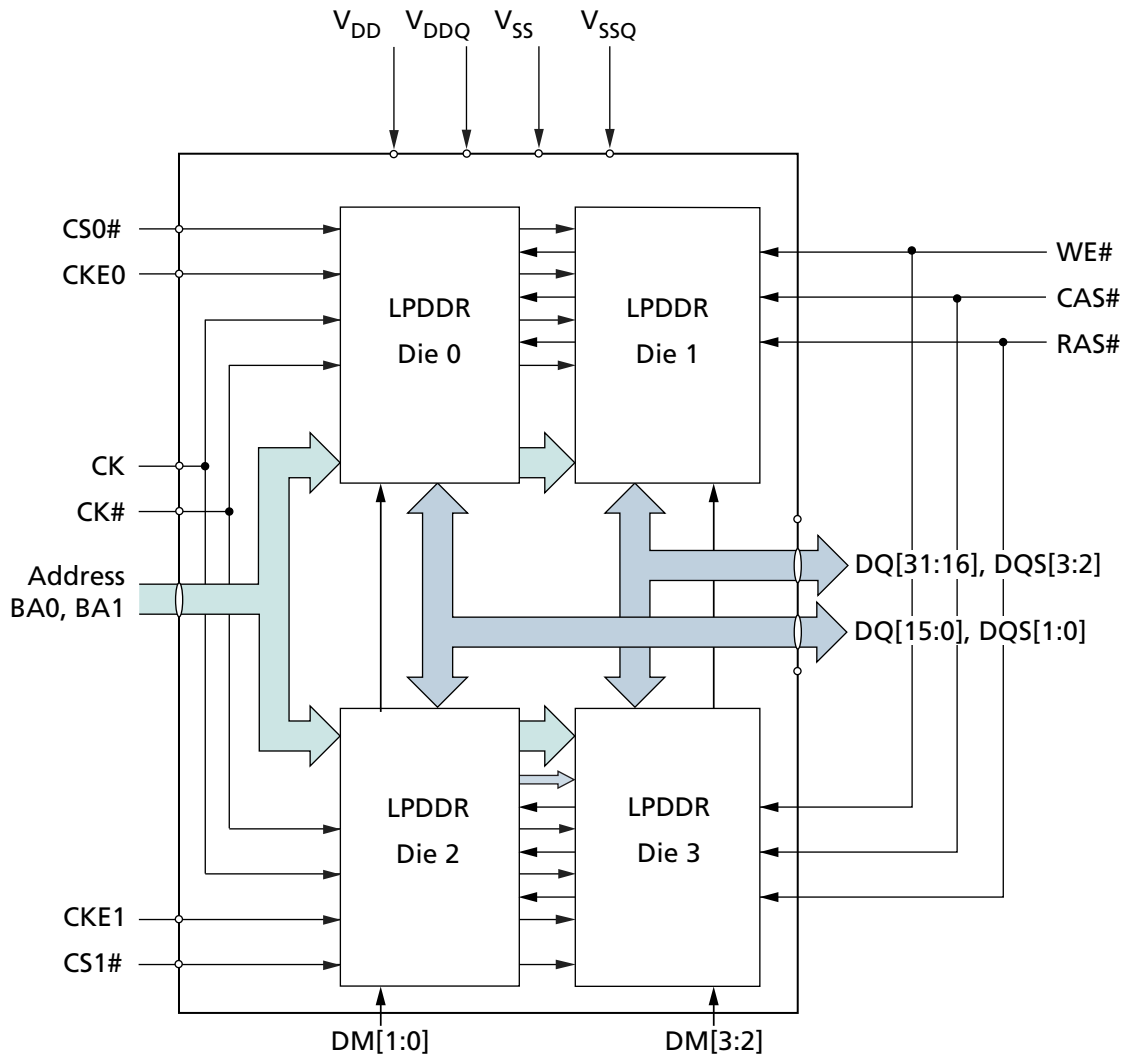 VDD VDDQ VSS VSSQ
CS0#
CKE0
CK
CK#
Address
BA0, BA1
CKE1
CS1#
LPDDR
Die 0
LPDDR
Die 1
LPDDR
Die 2
LPDDR
Die 3
WE#
CAS#
RAS#
DQ[31:16], DQS[3:2]
DQ[15:0], DQS[1:0]
DM[1:0] DM[3:2]